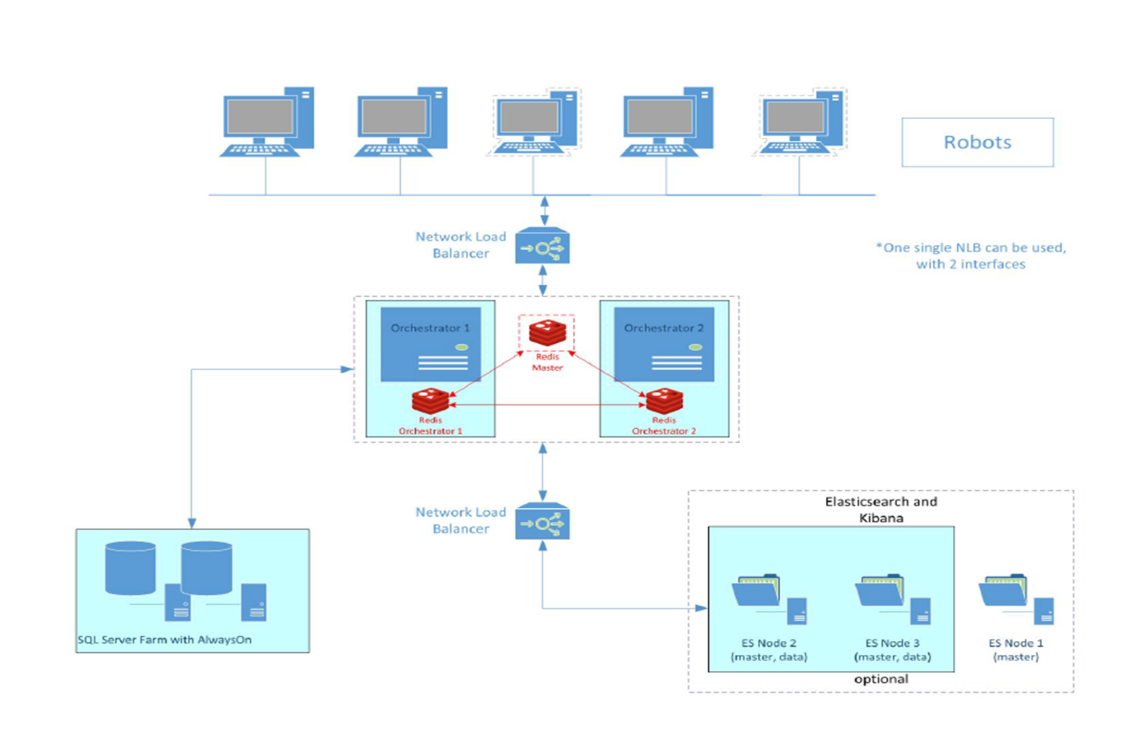 Robots
Network Load
Balancer
*One single NLB can be used,
with 2 interfaces
Orchestrator 1
Orchestrator 2
Redis
Master
Redis
Orchestrator 1
Redis
Orchestrator 2
Network Load
Balancer
Elasticsearch and
Kibana
SQL Server Farm with AlwaysOn
ES Node 2
(master, data)
ES Node 3
(master, data)
ES Node 1
(master)
optional